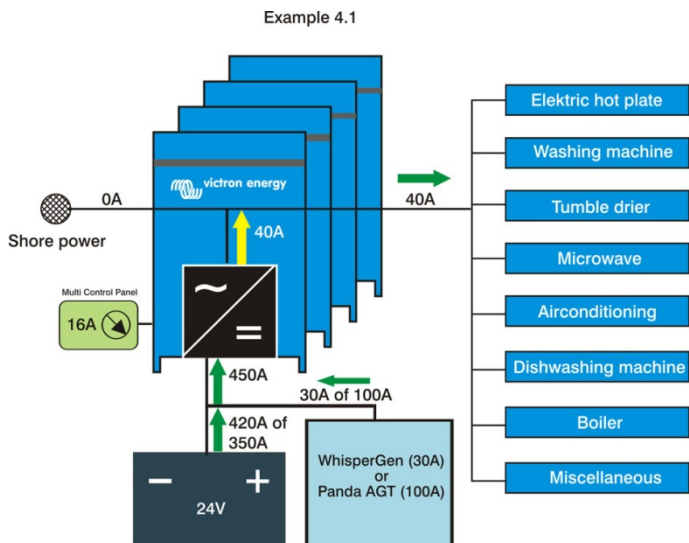 Example 4.1
victron energy
0A
40A
Shore power
40A
Multi Control Panel
16A
450A
30A of 100A
420A of
350A
24V
WhisperGen (30A)
or
Panda AGT (100A)
Elektric hot plate
Washing machine
Tumble drier
Microwave
Airconditioning
Dishwashing machine
Boiler
Miscellaneous